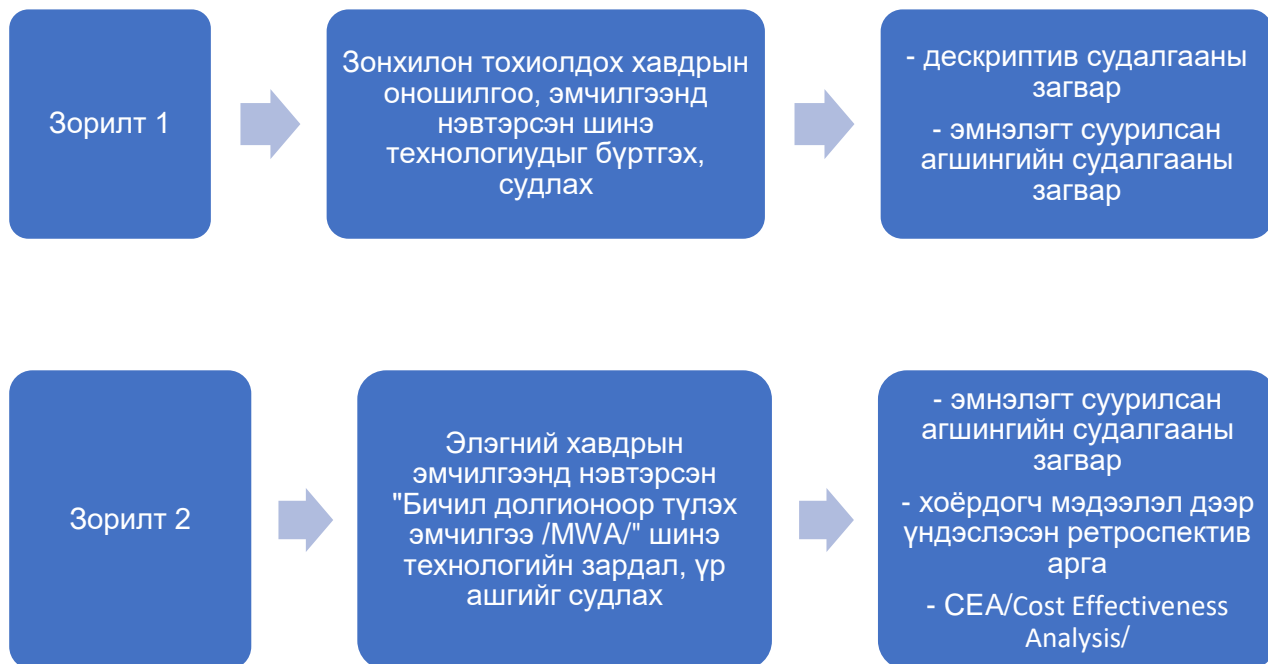 Зорилт 1
Зонхилон тохиолдох хавдрын
оношилгоо, эмчилгээнд
нэвтэрсэн шинэ
технологиудыг бүртгэх,
судлах
- дескриптив судалгааны
загвар
- эмнэлэгт суурилсан
агшингийн судалгааны
загвар
Зорилт 2
Элэгний хавдрын
эмчилгээнд нэвтэрсэн
"Бичил долгионоор түлэх
эмчилгээ /MWA/" шинэ
технологийн зардал, үр
ашгийг судлах
- эмнэлэгт суурилсан
агшингийн судалгааны
загвар
- хоёрдогч мэдээлэл дээр
үндэслэсэн ретроспектив
арга
- CEA/Cost Effectiveness
Analysis/